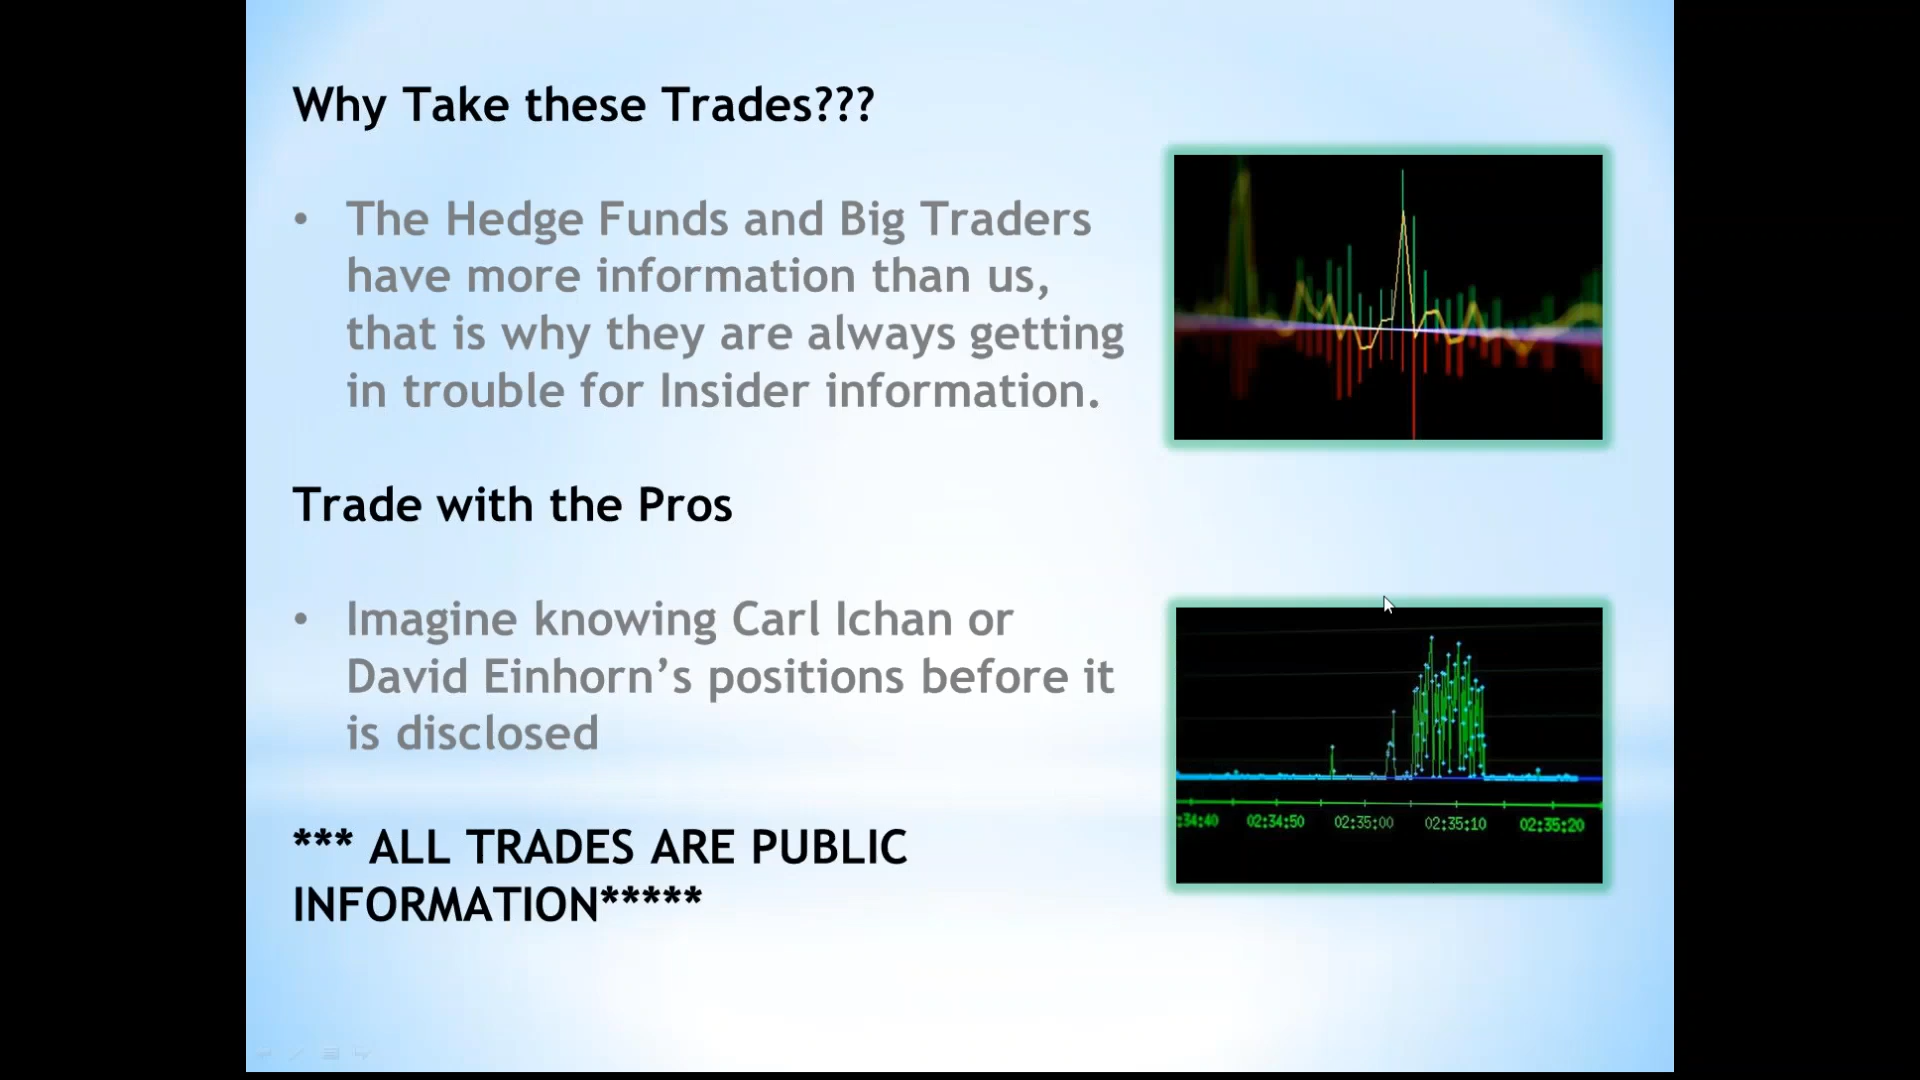 Why Take these Trades???
• The Hedge Funds and Big Traders
have more information than us,
that is why they are always getting
in trouble for Insider information.
Trade with the Pros
• Imagine knowing Carl Ichan or
David Einhorn’s positions before it
is disclosed
*** ALL TRADES ARE PUBLIC
INFORMATION*****
:34:40 02:34:50 02:35:00 02:35:10 02:35:20